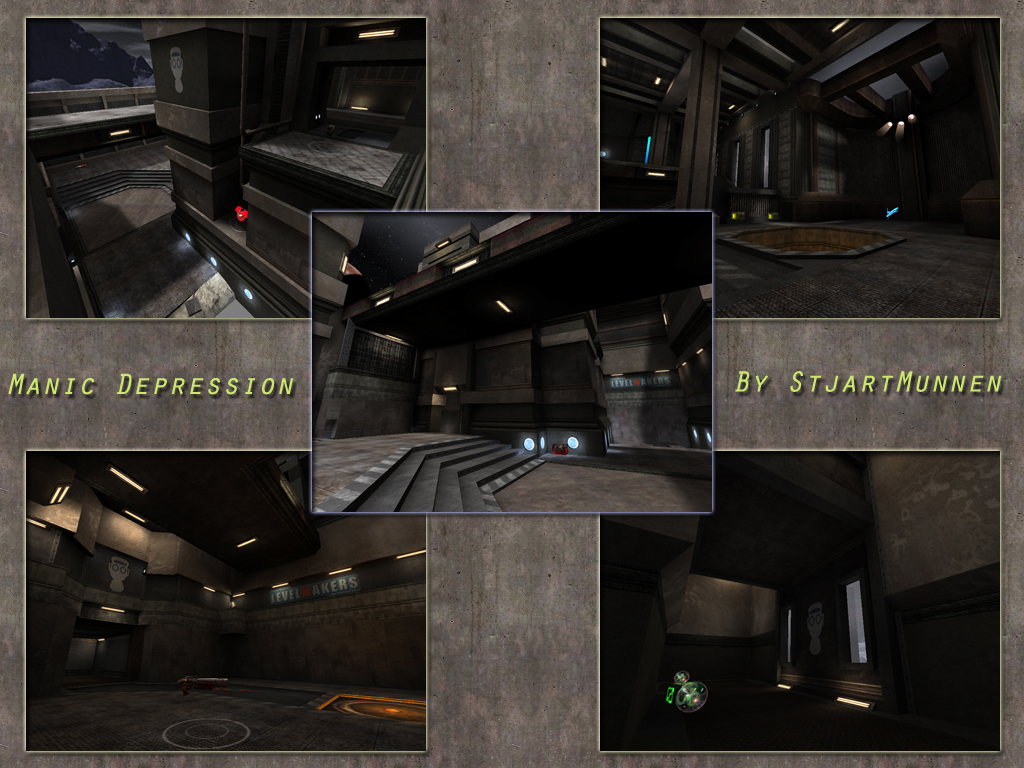 LEVELMAKERS
Manic Depression
By StjartMunnen
LEVELMAKERS